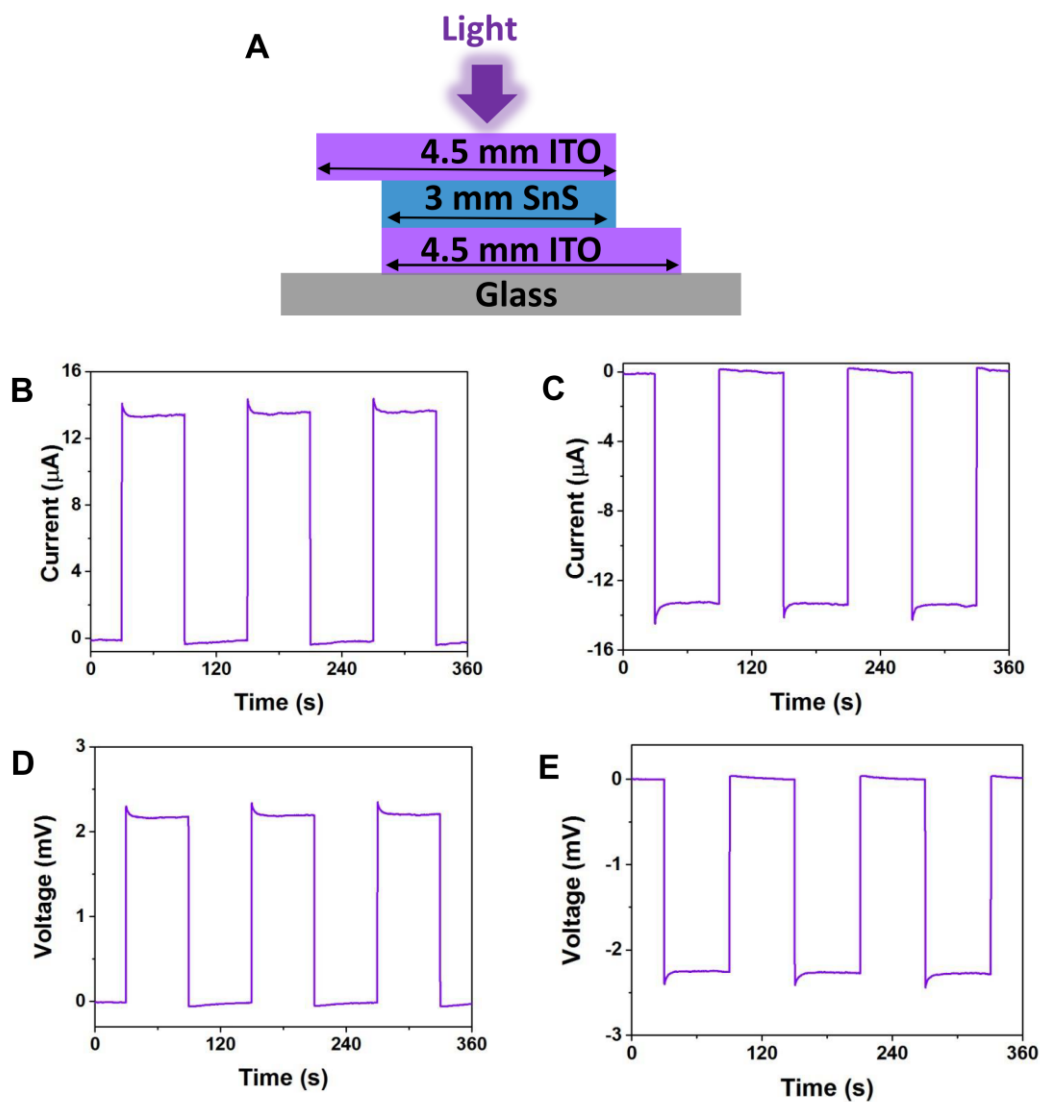 A
Light
4.5 mm ITO
3 mm SnS
4.5 mm ITO
Glass
B
16
12
8
4
0
Current (μA)
0 120 240 360
Time (s)
C
0
-4
-8
-12
-16
Current (μA)
0 120 240 360
Time (s)
D
3
2
1
0
Voltage (mV)
0 120 240 360
Time (s)
E
0
-1
-2
-3
Voltage (mV)
0 120 240 360
Time (s)